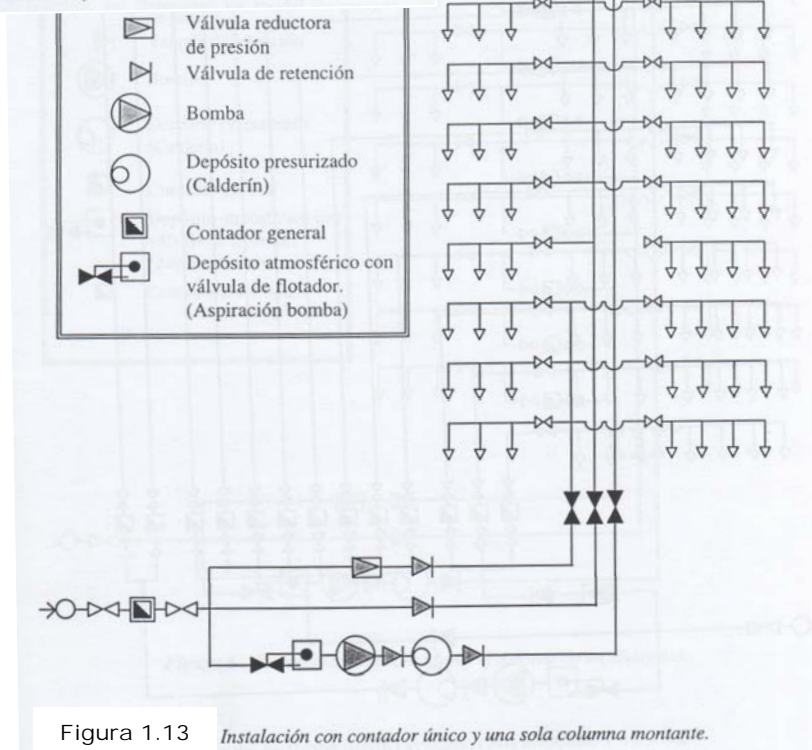 Válvula reductora
de presión
Válvula de retención
Bomba
Depósito presurizado
(Calderín)
Contador general
Depósito atmosférico con
válvula de flotador.
(Aspiración bomba)
Figura 1.13 Instalación con contador único y una sola columna montante.